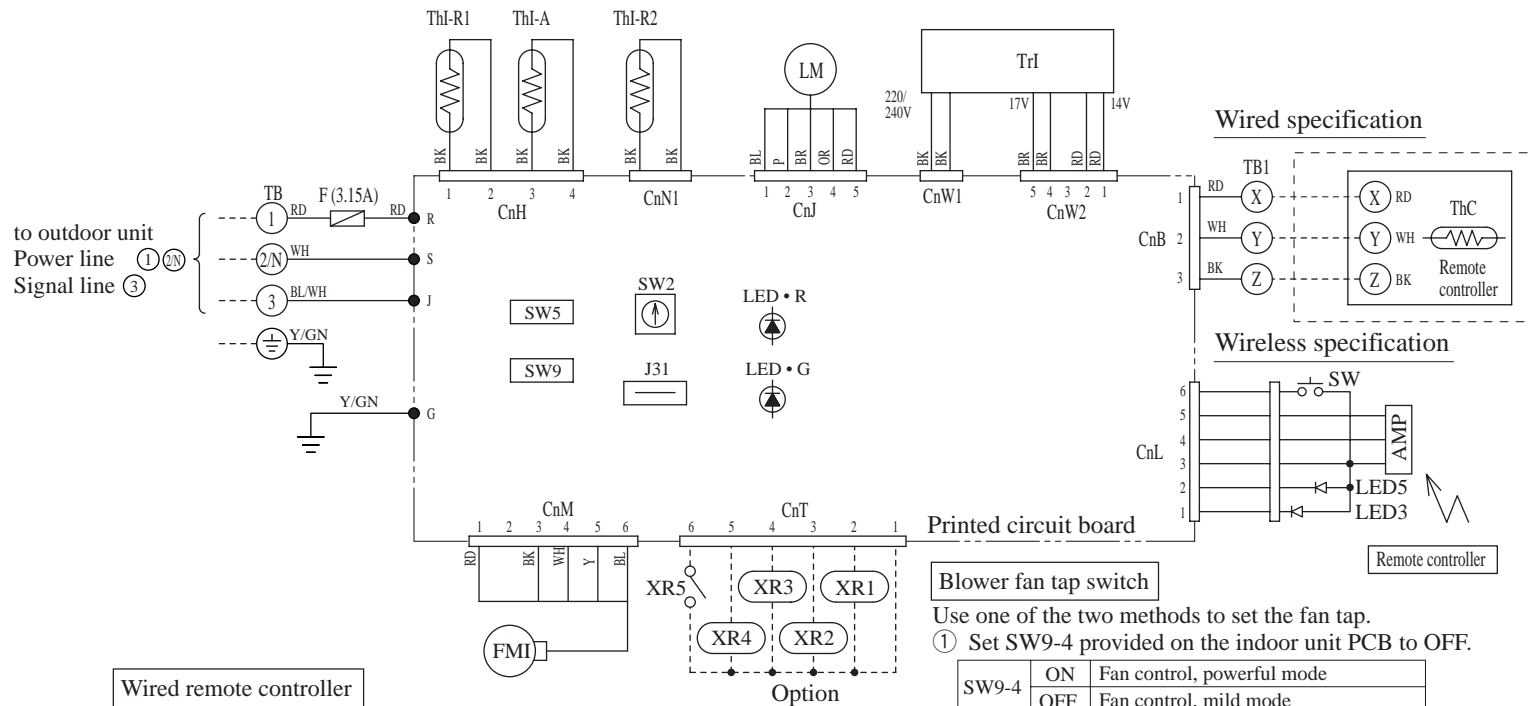 ThI-R1 ThI-A ThI-R2
LM
TrI
220/
240V
17V 14V
BK BK BK BK BK BK BL P BR OR RD BK BK BR BR RD RD
1 2 3 4 1 2 3 4 5 5 4 3 2 1
CnH CnN1 CnJ CnW1 CnW2
Wired specification
TB F (3.15A)
1 RD RD R
to outdoor unit
Power line 1 2/N
Signal line 3
2/N WH S
3 BL/WH J
Y/GN
Y/GN G
SW5 SW2 LED • R
SW9 J31 LED • G
TB1
1 RD X X RD
CnB 2 WH Y Y WH
3 BK Z Z BK
ThC
Remote
controller
Wireless specification
SW
6
5
4
3
2
1
CnL
AMP
LED5
LED3
Remote controller
CnM CnT
1 2 3 4 5 6 6 5 4 3 2 1
Printed circuit board
RD BK WH Y BL
XR5 XR3 XR1
XR4 XR2
FMI
Option
Wired remote controller
Blower fan tap switch
Use one of the two methods to set the fan tap.
① Set SW9-4 provided on the indoor unit PCB to OFF.
SW9-4 ON Fan control, powerful mode
OFF Fan control, mild mode